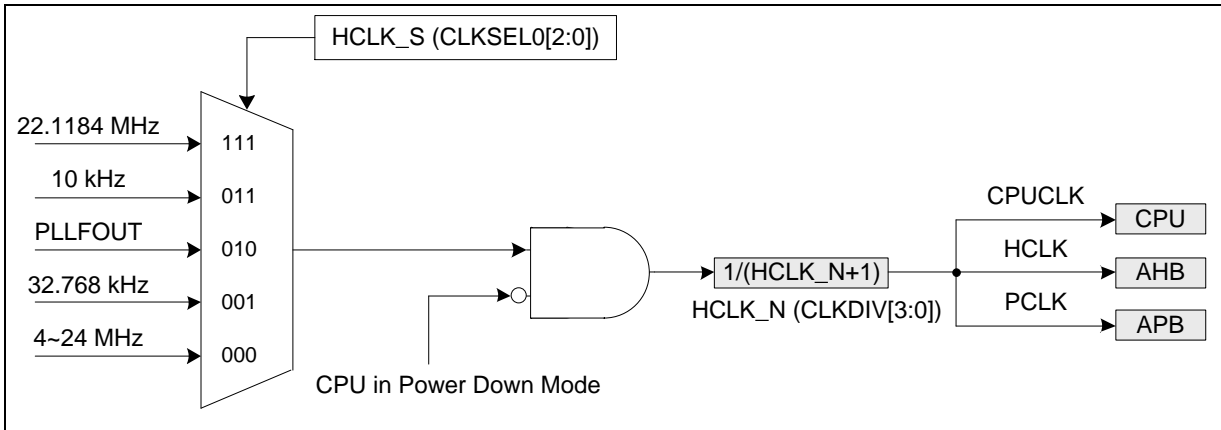 HCLK_S (CLKSEL0[2:0])
22.1184 MHz
111
10 kHz
011
PLLFOUT
010
32.768 kHz
001
4~24 MHz
000
CPU in Power Down Mode
1/(HCLK_N+1)
HCLK_N (CLKDIV[3:0])
CPUCLK
CPU
HCLK
AHB
PCLK
APB